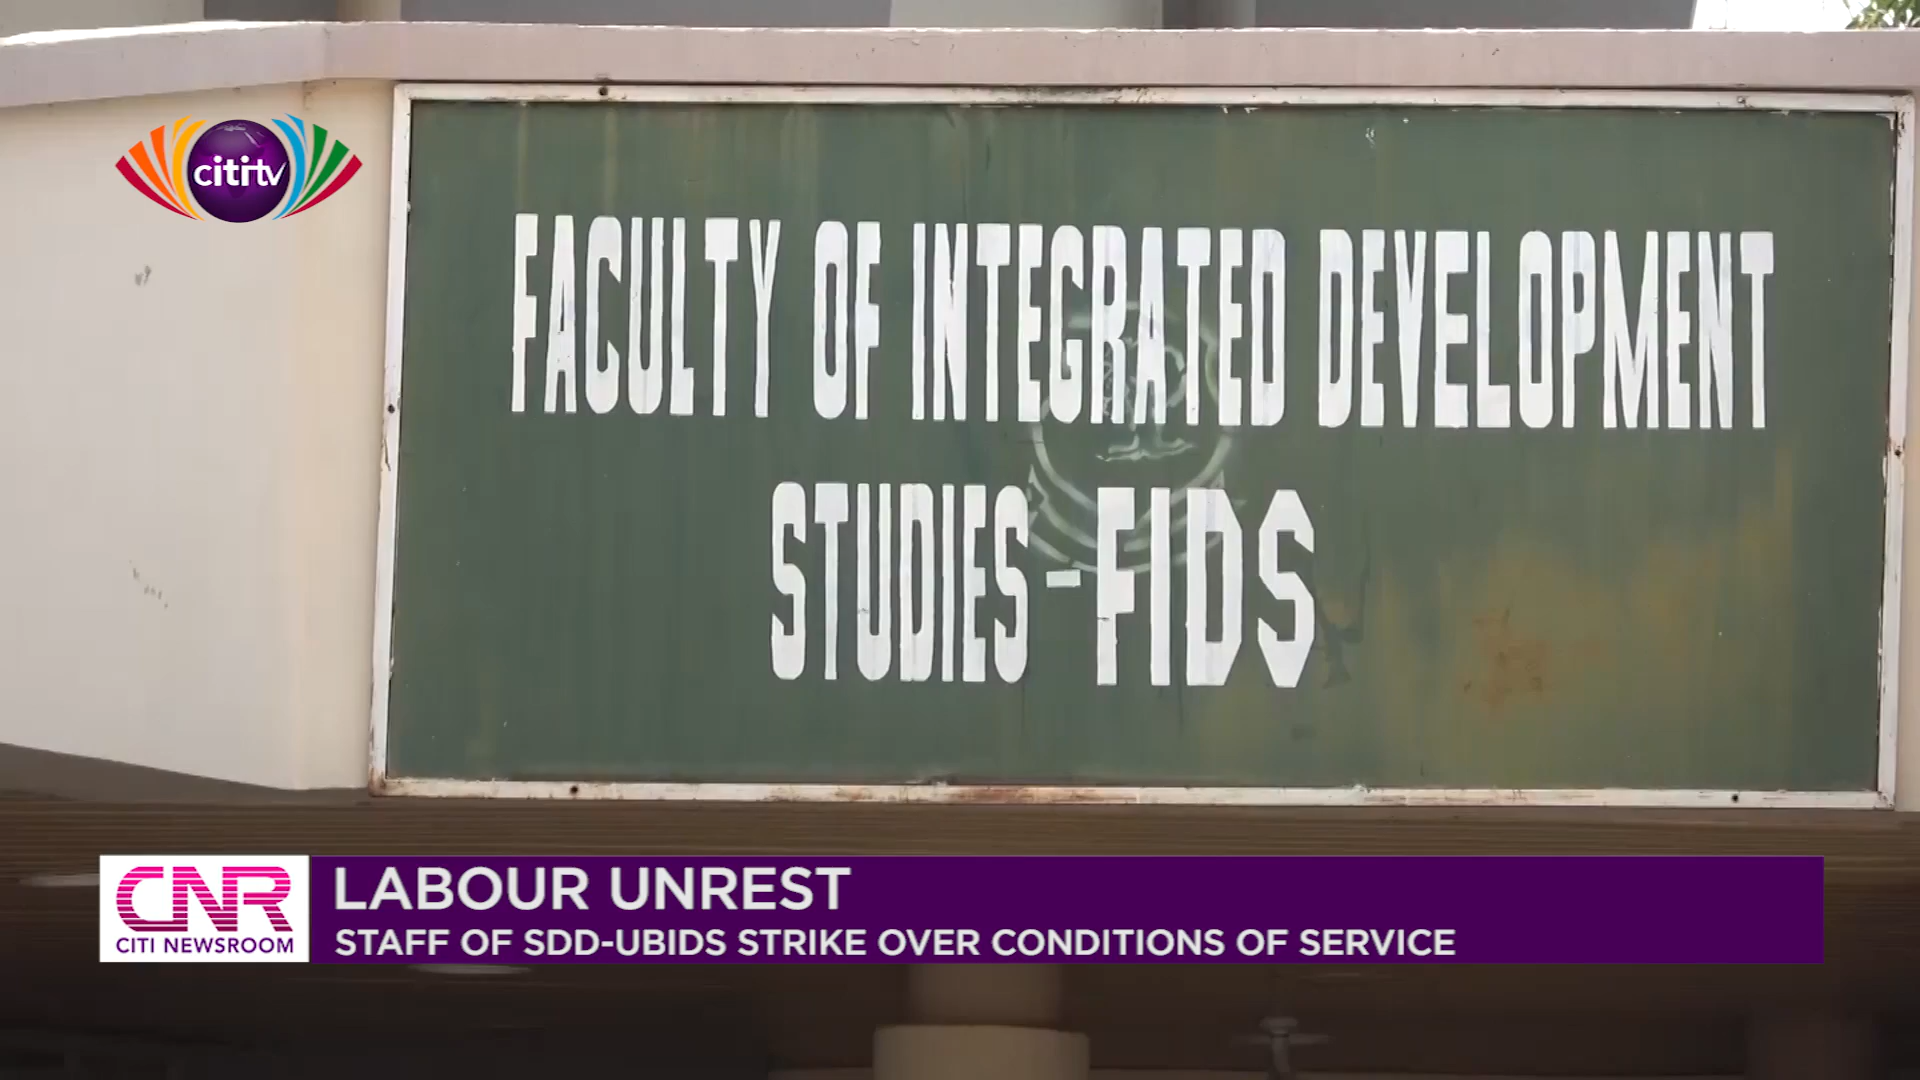 cititv
FACULTY OF INTEGRATED DEVELOPMENT
STUDIES-FIDS
CNR
CITI NEWSROOM
LABOUR UNREST
STAFF OF SDD-UBIDS STRIKE OVER CONDITIONS OF SERVICE